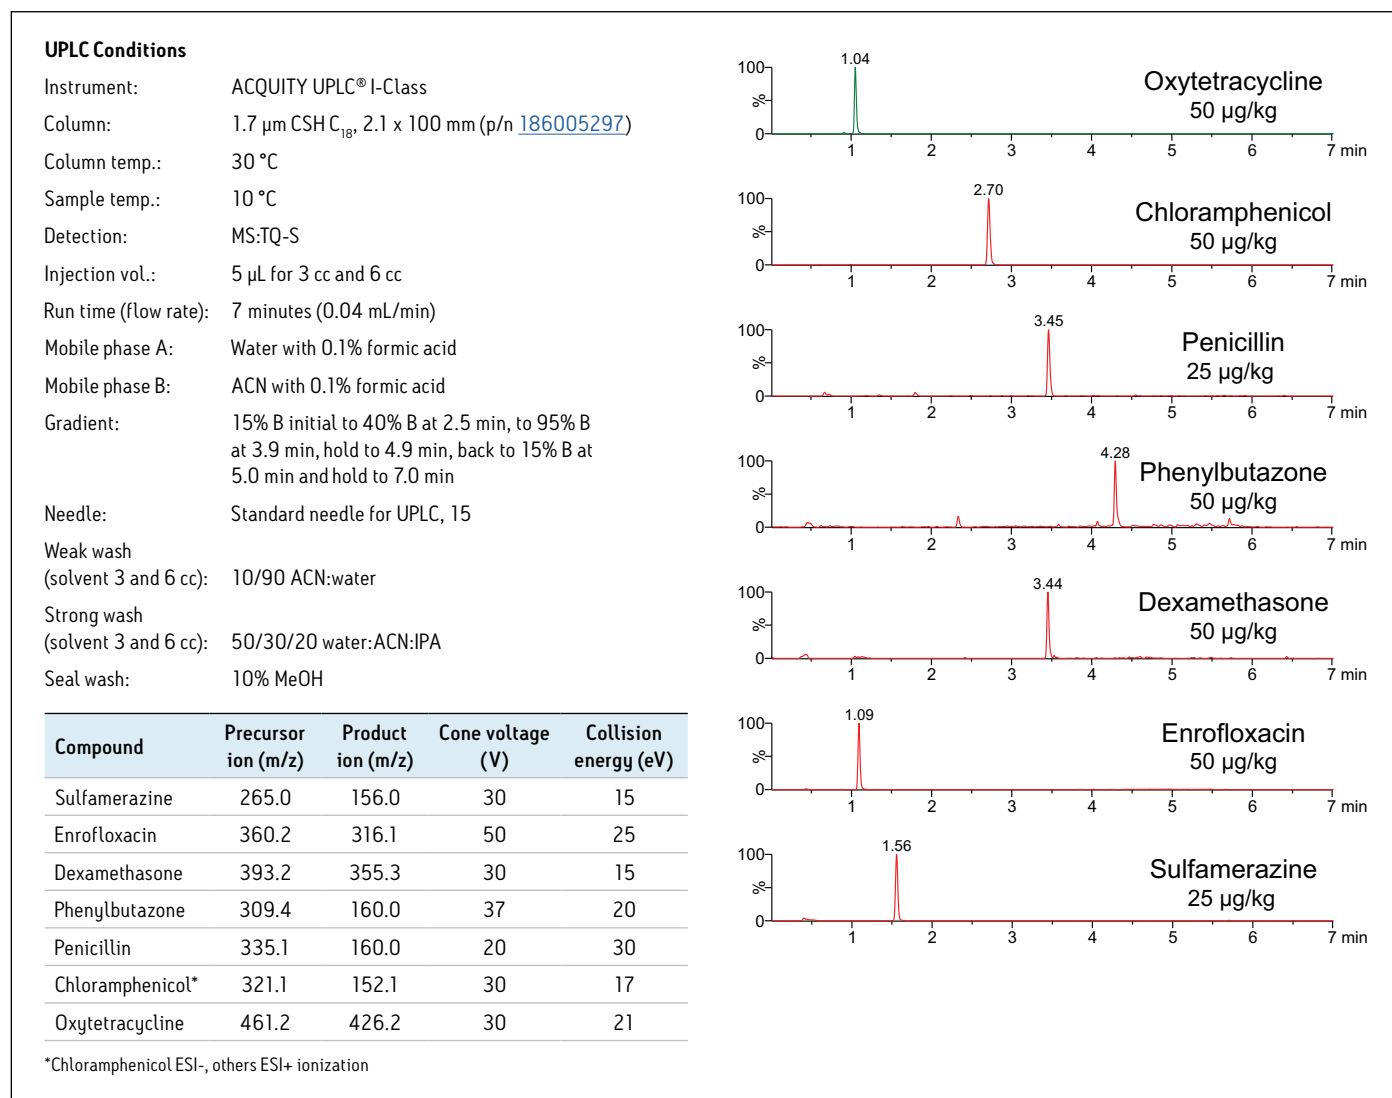 UPLC Conditions
Instrument: ACQUITY UPLC® I-Class
Column: 1.7 µm CSH C18, 2.1 x 100 mm (p/n 186005297)
Column temp.: 30 °C
Sample temp.: 10 °C
Detection: MS:TQ-S
Injection vol.: 5 µL for 3 cc and 6 cc
Run time (flow rate): 7 minutes (0.04 mL/min)
Mobile phase A: Water with 0.1% formic acid
Mobile phase B: ACN with 0.1% formic acid
Gradient: 15% B initial to 40% B at 2.5 min, to 95% B
at 3.9 min, hold to 4.9 min, back to 15% B at
5.0 min and hold to 7.0 min
Needle: Standard needle for UPLC, 15
Weak wash
(solvent 3 and 6 cc): 10/90 ACN:water
Strong wash
(solvent 3 and 6 cc): 50/30/20 water:ACN:IPA
Seal wash: 10% MeOH
Compound Precursor ion (m/z) Product ion (m/z) Cone voltage (V) Collision energy (eV)
Sulfamerazine 265.0 156.0 30 15
Enrofloxacin 360.2 316.1 50 25
Dexamethasone 393.2 355.3 30 15
Phenylbutazone 309.4 160.0 37 20
Penicillin 335.1 160.0 20 30
Chloramphenicol* 321.1 152.1 30 17
Oxytetracycline 461.2 426.2 30 21
*Chloramphenicol ESI-, others ESI+ ionization
1.04
100
%
0
Oxytetracycline
50 µg/kg
1 2 3 4 5 6 7 min
2.70
100
%
0
Chloramphenicol
50 µg/kg
1 2 3 4 5 6 7 min
3.45
100
%
0
Penicillin
25 µg/kg
1 2 3 4 5 6 7 min
4.28
100
%
0
Phenylbutazone
50 µg/kg
1 2 3 4 5 6 7 min
3.44
100
%
0
Dexamethasone
50 µg/kg
1 2 3 4 5 6 7 min
1.09
100
%
0
Enrofloxacin
50 µg/kg
1 2 3 4 5 6 7 min
1.56
100
%
0
Sulfamerazine
25 µg/kg
1 2 3 4 5 6 7 min